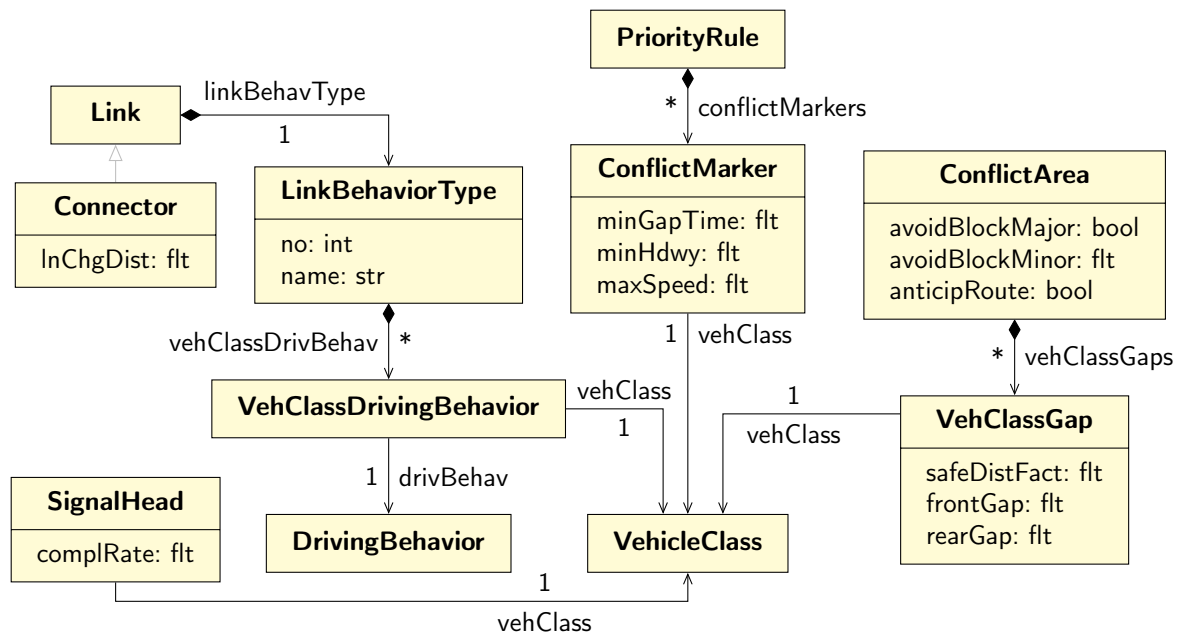 PriorityRule
*
conflictMarkers
Link
linkBehavType
1
Connector
lnChgDist: flt
LinkBehaviorType
no: int
name: str
ConflictMarker
minGapTime: flt
minHdwy: flt
maxSpeed: flt
ConflictArea
avoidBlockMajor: bool
avoidBlockMinor: flt
anticipRoute: bool
vehClassDrivBehav
*
1
vehClass
*
vehClassGaps
VehClassDrivingBehavior
vehClass
1
1
vehClass
VehClassGap
safeDistFact: flt
frontGap: flt
rearGap: flt
1
drivBehav
SignalHead
complRate: flt
DrivingBehavior
VehicleClass
1
vehClass